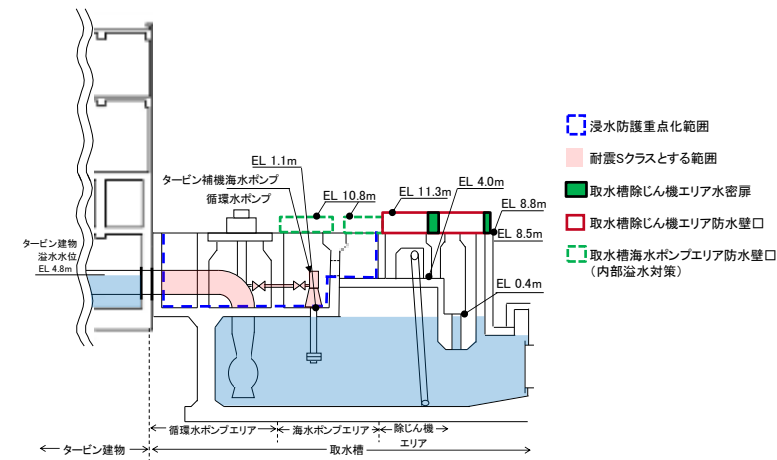 EL 1.1m
タービン補機海水ポンプ
循環水ポンプ
EL 10.8m
EL 11.3m
EL 4.0m
EL 8.8m
EL 8.5m
タービン建物
溢水水位
EL 4.8m
EL 0.4m
浸水防護重点化範囲
耐震Sクラスとする範囲
取水槽除じん機エリア水密扉
取水槽除じん機エリア防水壁口
取水槽海水ポンプエリア防水壁口
(内部溢水対策)
循環水ポンプエリア
海水ポンプエリア
除じん機
エリア
タービン建物
取水槽